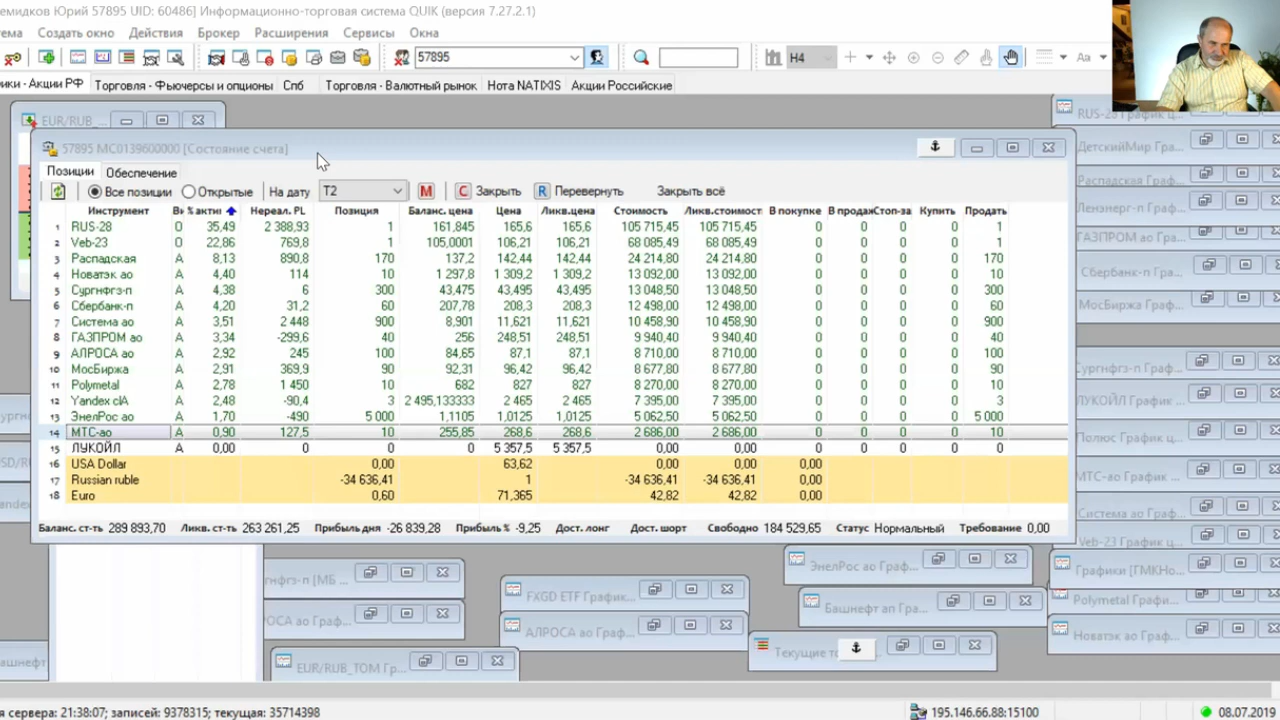 емидков Юрий 57895 UID: 60486] Информационно-торговая система QUIK (версия 7.27.2.1)
ема Создать окно Действия Брокер Расширения Сервисы Окна
57895 H4 Aa
ики - Акции РФ Торговля - Фьючерсы и опционы Спб Торговля - Валютный рынок Нота NATIXIS Акции Российские
EUR/RUB_...
RUS-28 График ц...
57895 MC0139600000 [Состояние счета]
ДетскийМир Граф...
Позиции Обеспечение
Распадская Граф...
Все позиции Открытые На дату T2 M C Закрыть R Перевернуть Закрыть всё
Ленэнерг-п Граф...
Инструмент Ви % акти Нереал. PL Позиция Баланс. цена Цена Ликв.цена Стоимость Ликв.стоимост В покупке В продаж Стоп-за Купить Продать
1 RUS-28 О 35,49 2 388,93 1 161,845 165,6 165,6 105 715,45 105 715,45 0 0 0 0 1
ГАЗПРОМ ао Гра...
2 Veb-23 О 22,86 769,8 1 105,0001 106,21 106,21 68 085,49 68 085,49 0 0 0 0 1
3 Распадская А 8,13 890,8 170 137,2 142,44 142,44 24 214,80 24 214,80 0 0 0 0 170
4 Новатэк ао А 4,40 114 10 1 297,8 1 309,2 1 309,2 13 092,00 13 092,00 0 0 0 0 10
Сбербанк-п Гра...
5 Сургнфгз-п А 4,38 6 300 43,475 43,495 43,495 13 048,50 13 048,50 0 0 0 0 300
6 Сбербанк-п А 4,20 31,2 60 207,78 208,3 208,3 12 498,00 12 498,00 0 0 0 0 60
МосБиржа Граф...
7 Система ао А 3,51 2 448 900 8,901 11,621 11,621 10 458,90 10 458,90 0 0 0 0 900
8 ГАЗПРОМ ао А 3,34 -299,6 40 256 248,51 248,51 9 940,40 9 940,40 0 0 0 0 40
9 АЛРОСА ао А 2,92 245 100 84,65 87,1 87,1 8 710,00 8 710,00 0 0 0 0 100
10 МосБиржа А 2,91 369,9 90 92,31 96,42 96,42 8 677,80 8 677,80 0 0 0 0 90
Сургнфгз-п Граф...
11 Polymetal А 2,78 1 450 10 682 827 827 8 270,00 8 270,00 0 0 0 0 10
12 Yandex clA А 2,48 -90,4 3 2 495,133333 2 465 2 465 7 395,00 7 395,00 0 0 0 0 3
ЛУКОЙЛ График ...
13 ЭнелРос ао А 1,70 -490 5 000 1,1105 1,0125 1,0125 5 062,50 5 062,50 0 0 0 0 5 000
14 МТС-ао А 0,90 127,5 10 255,85 268,6 268,6 2 686,00 2 686,00 0 0 0 0 10
Полюс График ц...
15 ЛУКОЙЛ А 0,00 0 0 0 5 357,5 5 357,5 0,00 0,00 0 0 0 0 0
16 USA Dollar 0,00 63,62 0,00 0,00 0,00
МТС-ао График ...
17 Russian ruble -34 636,41 1 -34 636,41 -34 636,41 0,00
18 Euro 0,60 71,365 42,82 42,82 0,00
Система ао Граф...
Баланс. ст-ть 289 893,70 Ликв. ст-ть 263 261,25 Прибыль дня -26 839,28 Прибыль % -9,25 Дост. лонг Дост. шорт Свободно 184 529,65 Статус Нормальный Требование 0,00
Veb-23 График ц...
ЭнелРос ао Граф...
Графики [ГМКНо...
гнфгз-п [МБ ...
FXGD ETF График...
Башнефт ап Гра...
Polymetal Графи...
ОСА ао Граф...
АЛРОСА ао Граф...
Новатэк ао Граф...
Текущие то
ашнефт
EUR/RUB_TOM Гр...
я сервера: 21:38:07; записей: 9378315; текущая: 35714398 195.146.66.88:15100 08.07.2019